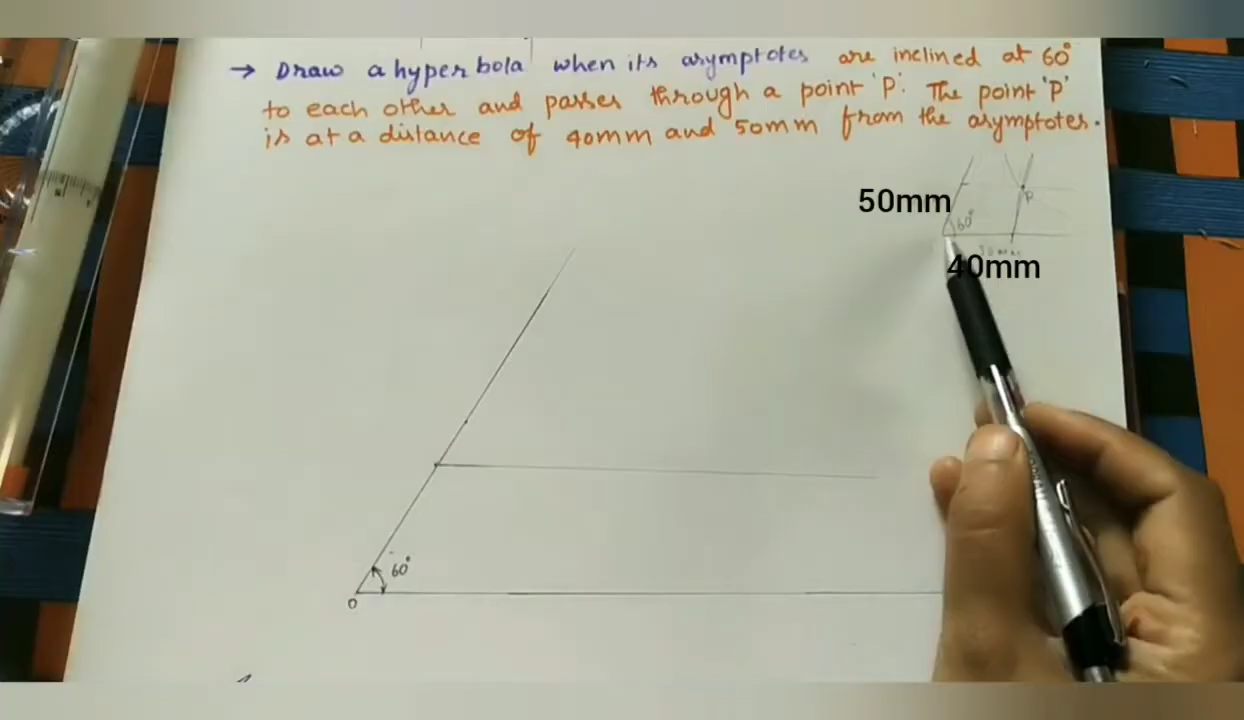 → Draw a hyperbola when its asymptotes are inclined at 60°
to each other and passes through a point 'P'. The point 'P'
is at a distance of 40mm and 50mm from the asymptotes.
50mm
P
60°
40mm
60°
O